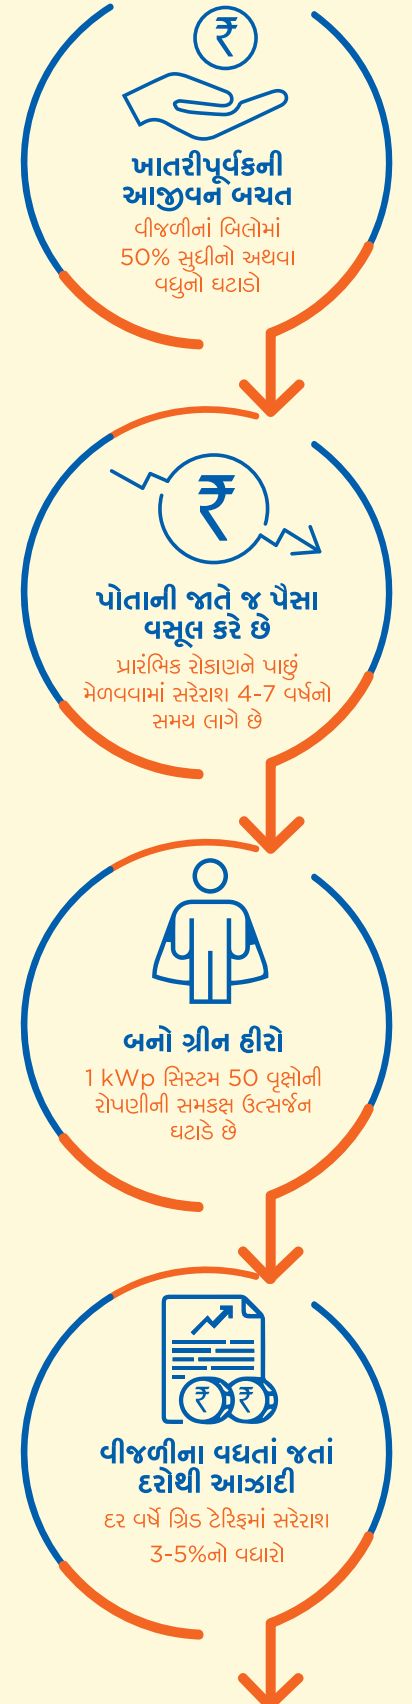 ₹
ખાતરીપૂર્વકની
આજીવન બચત
વીજળીનાં બિલોમાં
50% સુધીનો અથવા
વધુનો ઘટાડો
₹
પોતાની જાતે જ પૈસા
વસૂલ કરે છે
પ્રારંભિક રોકાણને પાછું
મેળવવામાં સરેરાશ 4-7 વર્ષનો
સમય લાગે છે
બનો ગ્રીન હીરો
1 kWp સિસ્ટમ 50 વૃક્ષોની
રોપણીની સમકક્ષ ઉત્સર્જન
ઘટાડે છે
₹ ₹
વીજળીના વધતાં જતાં
દરોથી આઝાદી
દર વર્ષે ગ્રિડ ટેરિફમાં સરેરાશ
3-5%નો વધારો